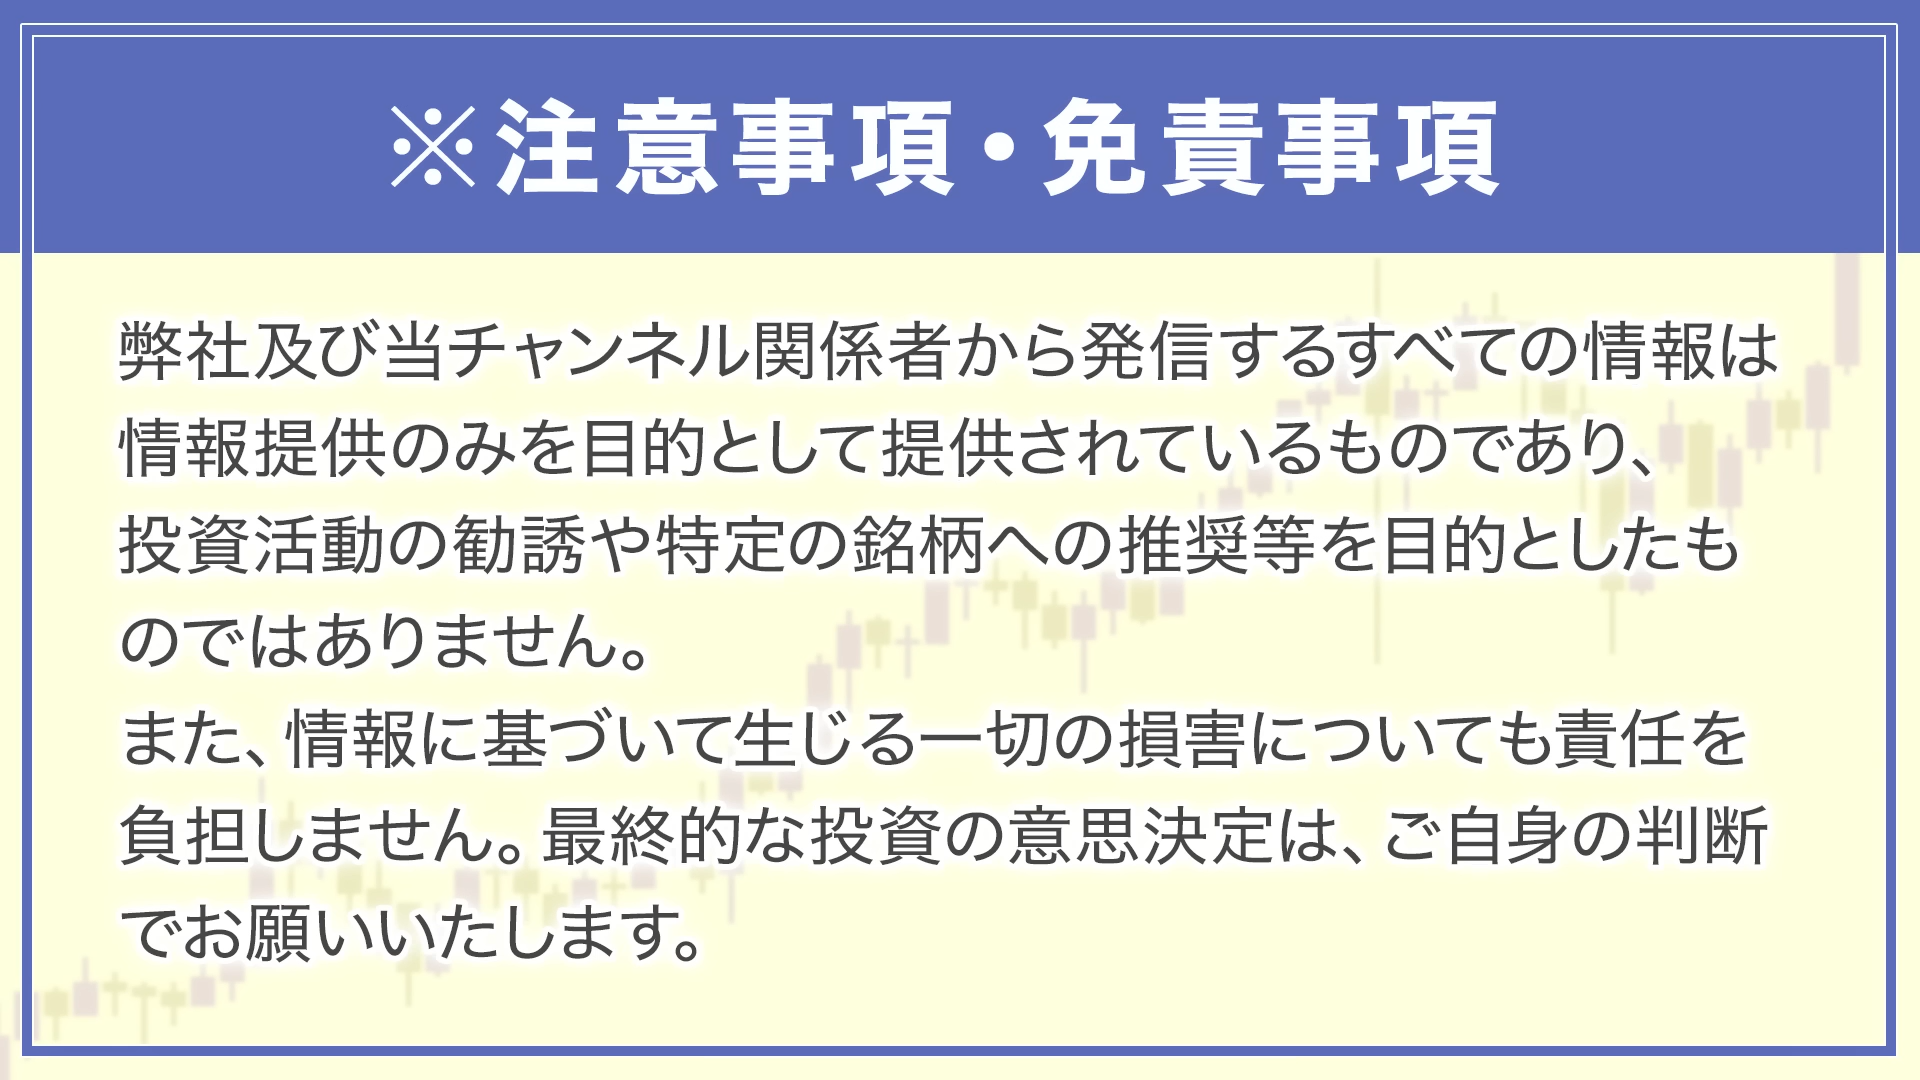 ※注意事項・免責事項
弊社及び当チャンネル関係者から発信するすべての情報は
情報提供のみを目的として提供されているものであり、
投資活動の勧誘や特定の銘柄への推奨等を目的としたも
のではありません。
また、情報に基づいて生じる一切の損害についても責任を
負担しません。最終的な投資の意思決定は、ご自身の判断
でお願いいたします。